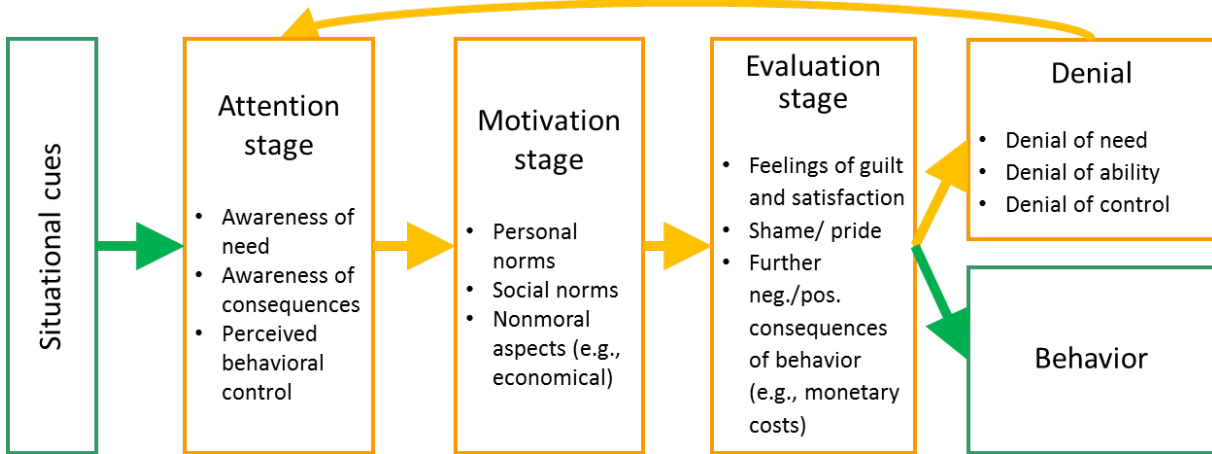 Situational cues
Attention
stage
• Awareness of
need
• Awareness of
consequences
• Perceived
behavioral
control
Motivation
stage
• Personal
norms
• Social norms
• Nonmoral
aspects (e.g.,
economical)
Evaluation
stage
• Feelings of guilt
and satisfaction
• Shame/ pride
• Further
neg./pos.
consequences
of behavior
(e.g., monetary
costs)
Denial
• Denial of need
• Denial of ability
• Denial of control
Behavior